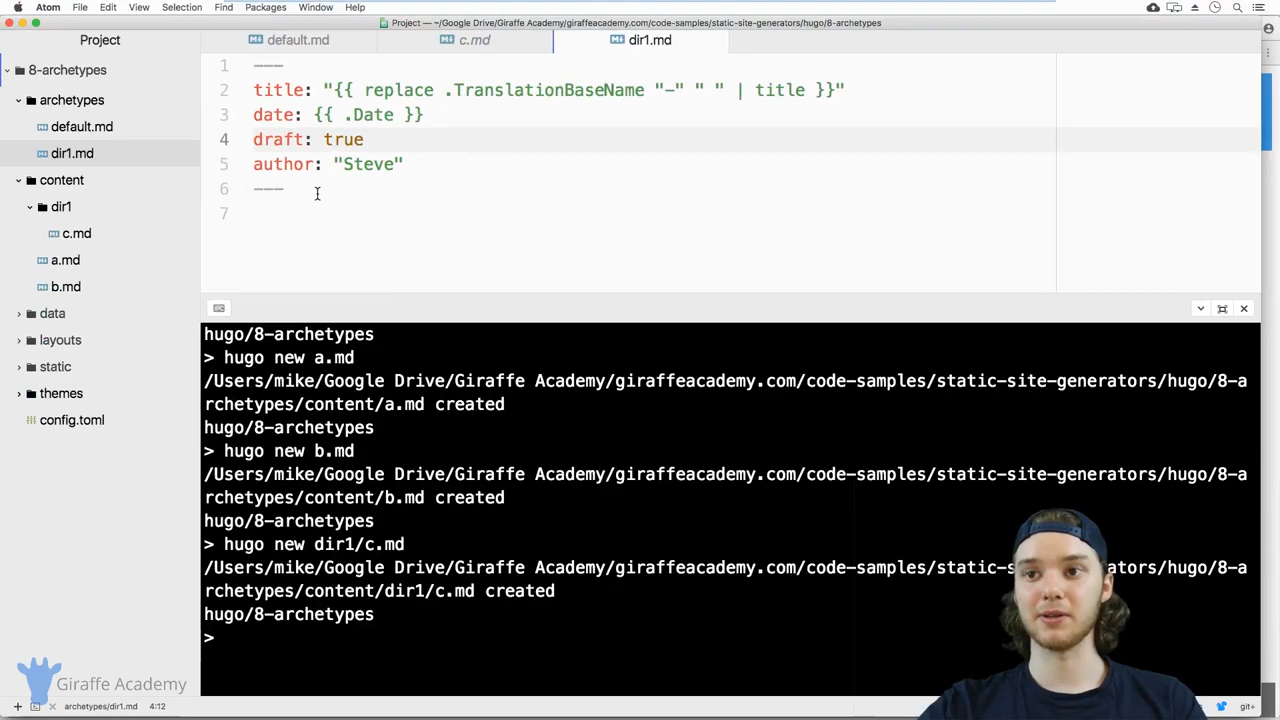 Atom File Edit View Selection Find Packages Window Help
Project — ~/Google Drive/Giraffe Academy/giraffeacademy.com/code-samples/static-site-generators/hugo/8-archetypes
Project
default.md
c.md
dir1.md
8-archetypes
archetypes
default.md
dir1.md
content
dir1
c.md
a.md
b.md
data
layouts
static
themes
config.toml
1 ---
2 title: "{{ replace .TranslationBaseName "-" " " | title }}"
3 date: {{ .Date }}
4 draft: true
5 author: "Steve"
6 ---
7
hugo/8-archetypes
> hugo new a.md
/Users/mike/Google Drive/Giraffe Academy/giraffeacademy.com/code-samples/static-site-generators/hugo/8-a
rchetypes/content/a.md created
hugo/8-archetypes
> hugo new b.md
/Users/mike/Google Drive/Giraffe Academy/giraffeacademy.com/code-samples/static-site-generators/hugo/8-a
rchetypes/content/b.md created
hugo/8-archetypes
> hugo new dir1/c.md
/Users/mike/Google Drive/Giraffe Academy/giraffeacademy.com/code-samples/static-site-generators/hugo/8-a
rchetypes/content/dir1/c.md created
hugo/8-archetypes
>
Giraffe Academy
archetypes/dir1.md 4:12
git+